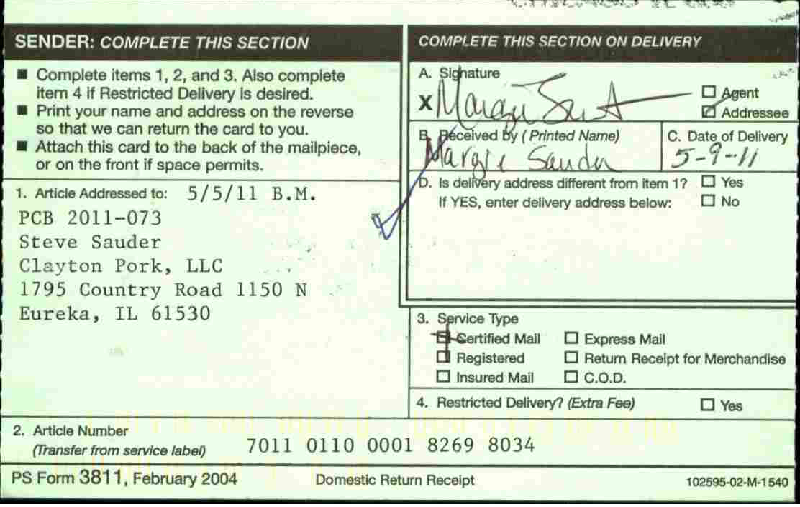 SENDER: COMPLETE THIS SECTION
■ Complete items 1, 2, and 3. Also complete
item 4 if Restricted Delivery is desired.
■ Print your name and address on the reverse
so that we can return the card to you.
■ Attach this card to the back of the mailpiece,
or on the front if space permits.
1. Article Addressed to: 5/5/11 B.M.
PCB 2011-073
Steve Sauder
Clayton Pork, LLC
1795 Country Road 1150 N
Eureka, IL 61530
COMPLETE THIS SECTION ON DELIVERY
A. Signature
X Margie
☐ Agent
☑ Addressee
B. Received by (Printed Name)
Margie Sauder
C. Date of Delivery
5-9-11
D. Is delivery address different from item 1? ☐ Yes
If YES, enter delivery address below: ☐ No
3. Service Type
☒ Certified Mail ☐ Express Mail
☐ Registered ☐ Return Receipt for Merchandise
☐ Insured Mail ☐ C.O.D.
4. Restricted Delivery? (Extra Fee) ☐ Yes
2. Article Number
(Transfer from service label) 7011 0110 0001 8269 8034
PS Form 3811, February 2004 Domestic Return Receipt 102595-02-M-1540